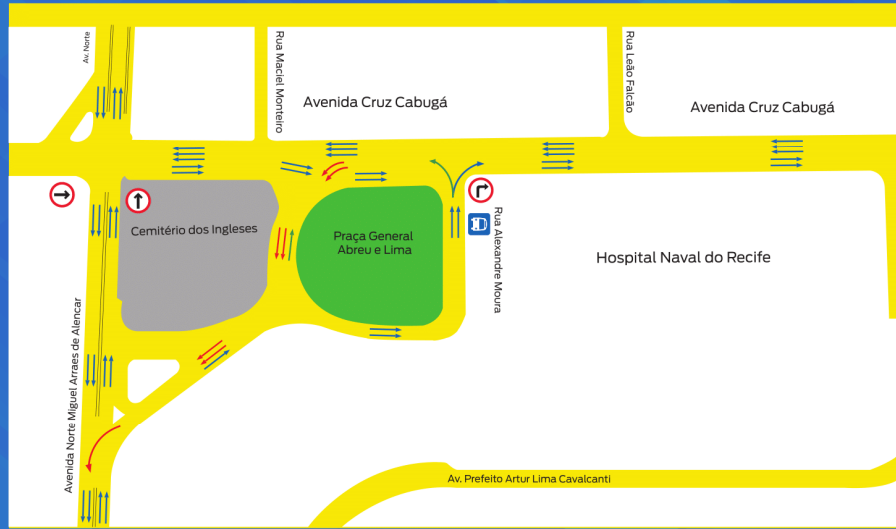 Av. Norte
Rua Maciel Monteiro
Avenida Cruz Cabugá
Rua Leão Falcão
Avenida Cruz Cabugá
Cemitério dos Ingleses
Praça General
Abreu e Lima
Rua Alexandre Moura
Hospital Naval do Recife
Avenida Norte Miguel Arraes de Alencar
Av. Prefeito Artur Lima Cavalcanti